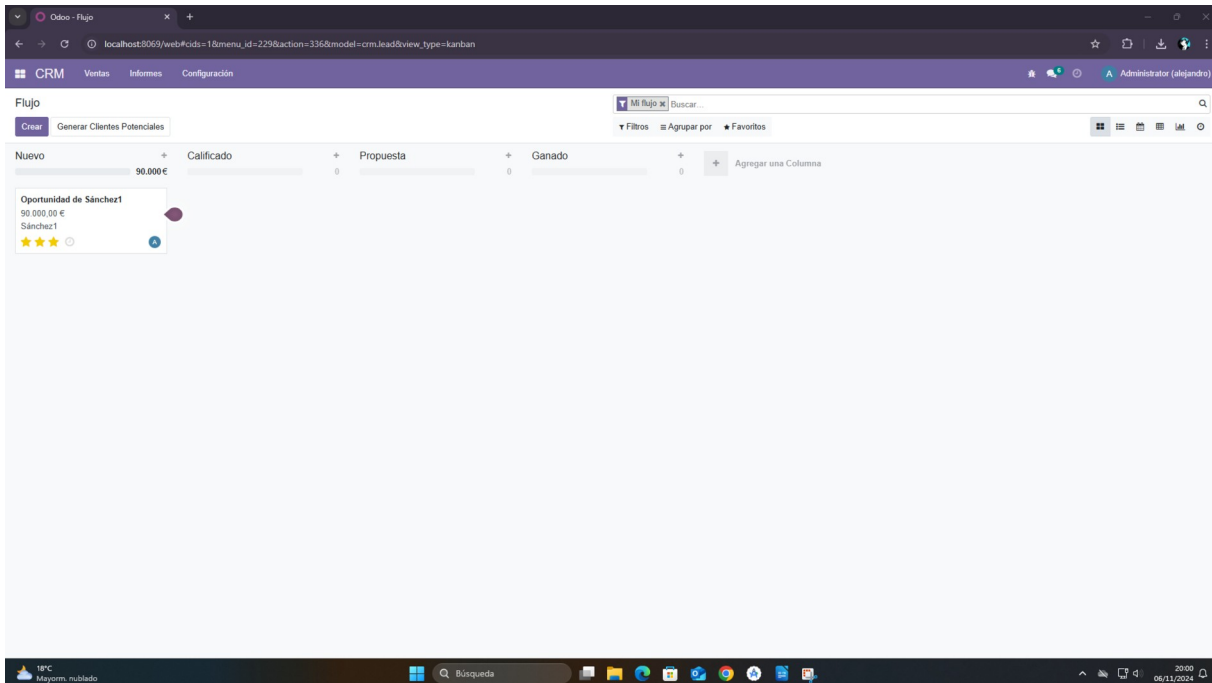 Odoo - Flujo
localhost:8069/web#cids=1&menu_id=229&action=336&model=crm.lead&view_type=kanban
CRM Ventas Informes Configuración 6 A Administrator (alejandro)
Flujo Mi flujo Buscar...
Crear Generar Clientes Potenciales Filtros Agrupar por Favoritos
Nuevo + Calificado + Propuesta + Ganado + + Agregar una Columna
90.000 € 0 0 0
Oportunidad de Sánchez1
90.000,00 €
Sánchez1
A
18°C
Mayorm. nublado
Búsqueda
20:00
06/11/2024